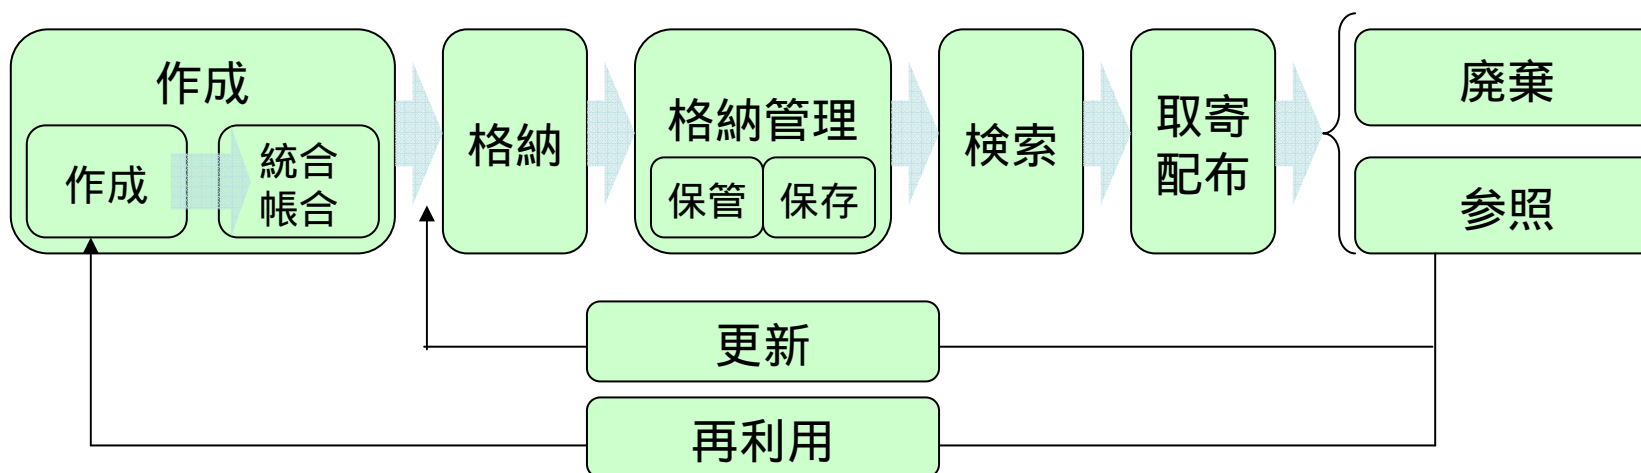 作成
作成
統合
帳合
格納
格納管理
保管
保存
検索
取寄
配布
廃棄
参照
更新
再利用